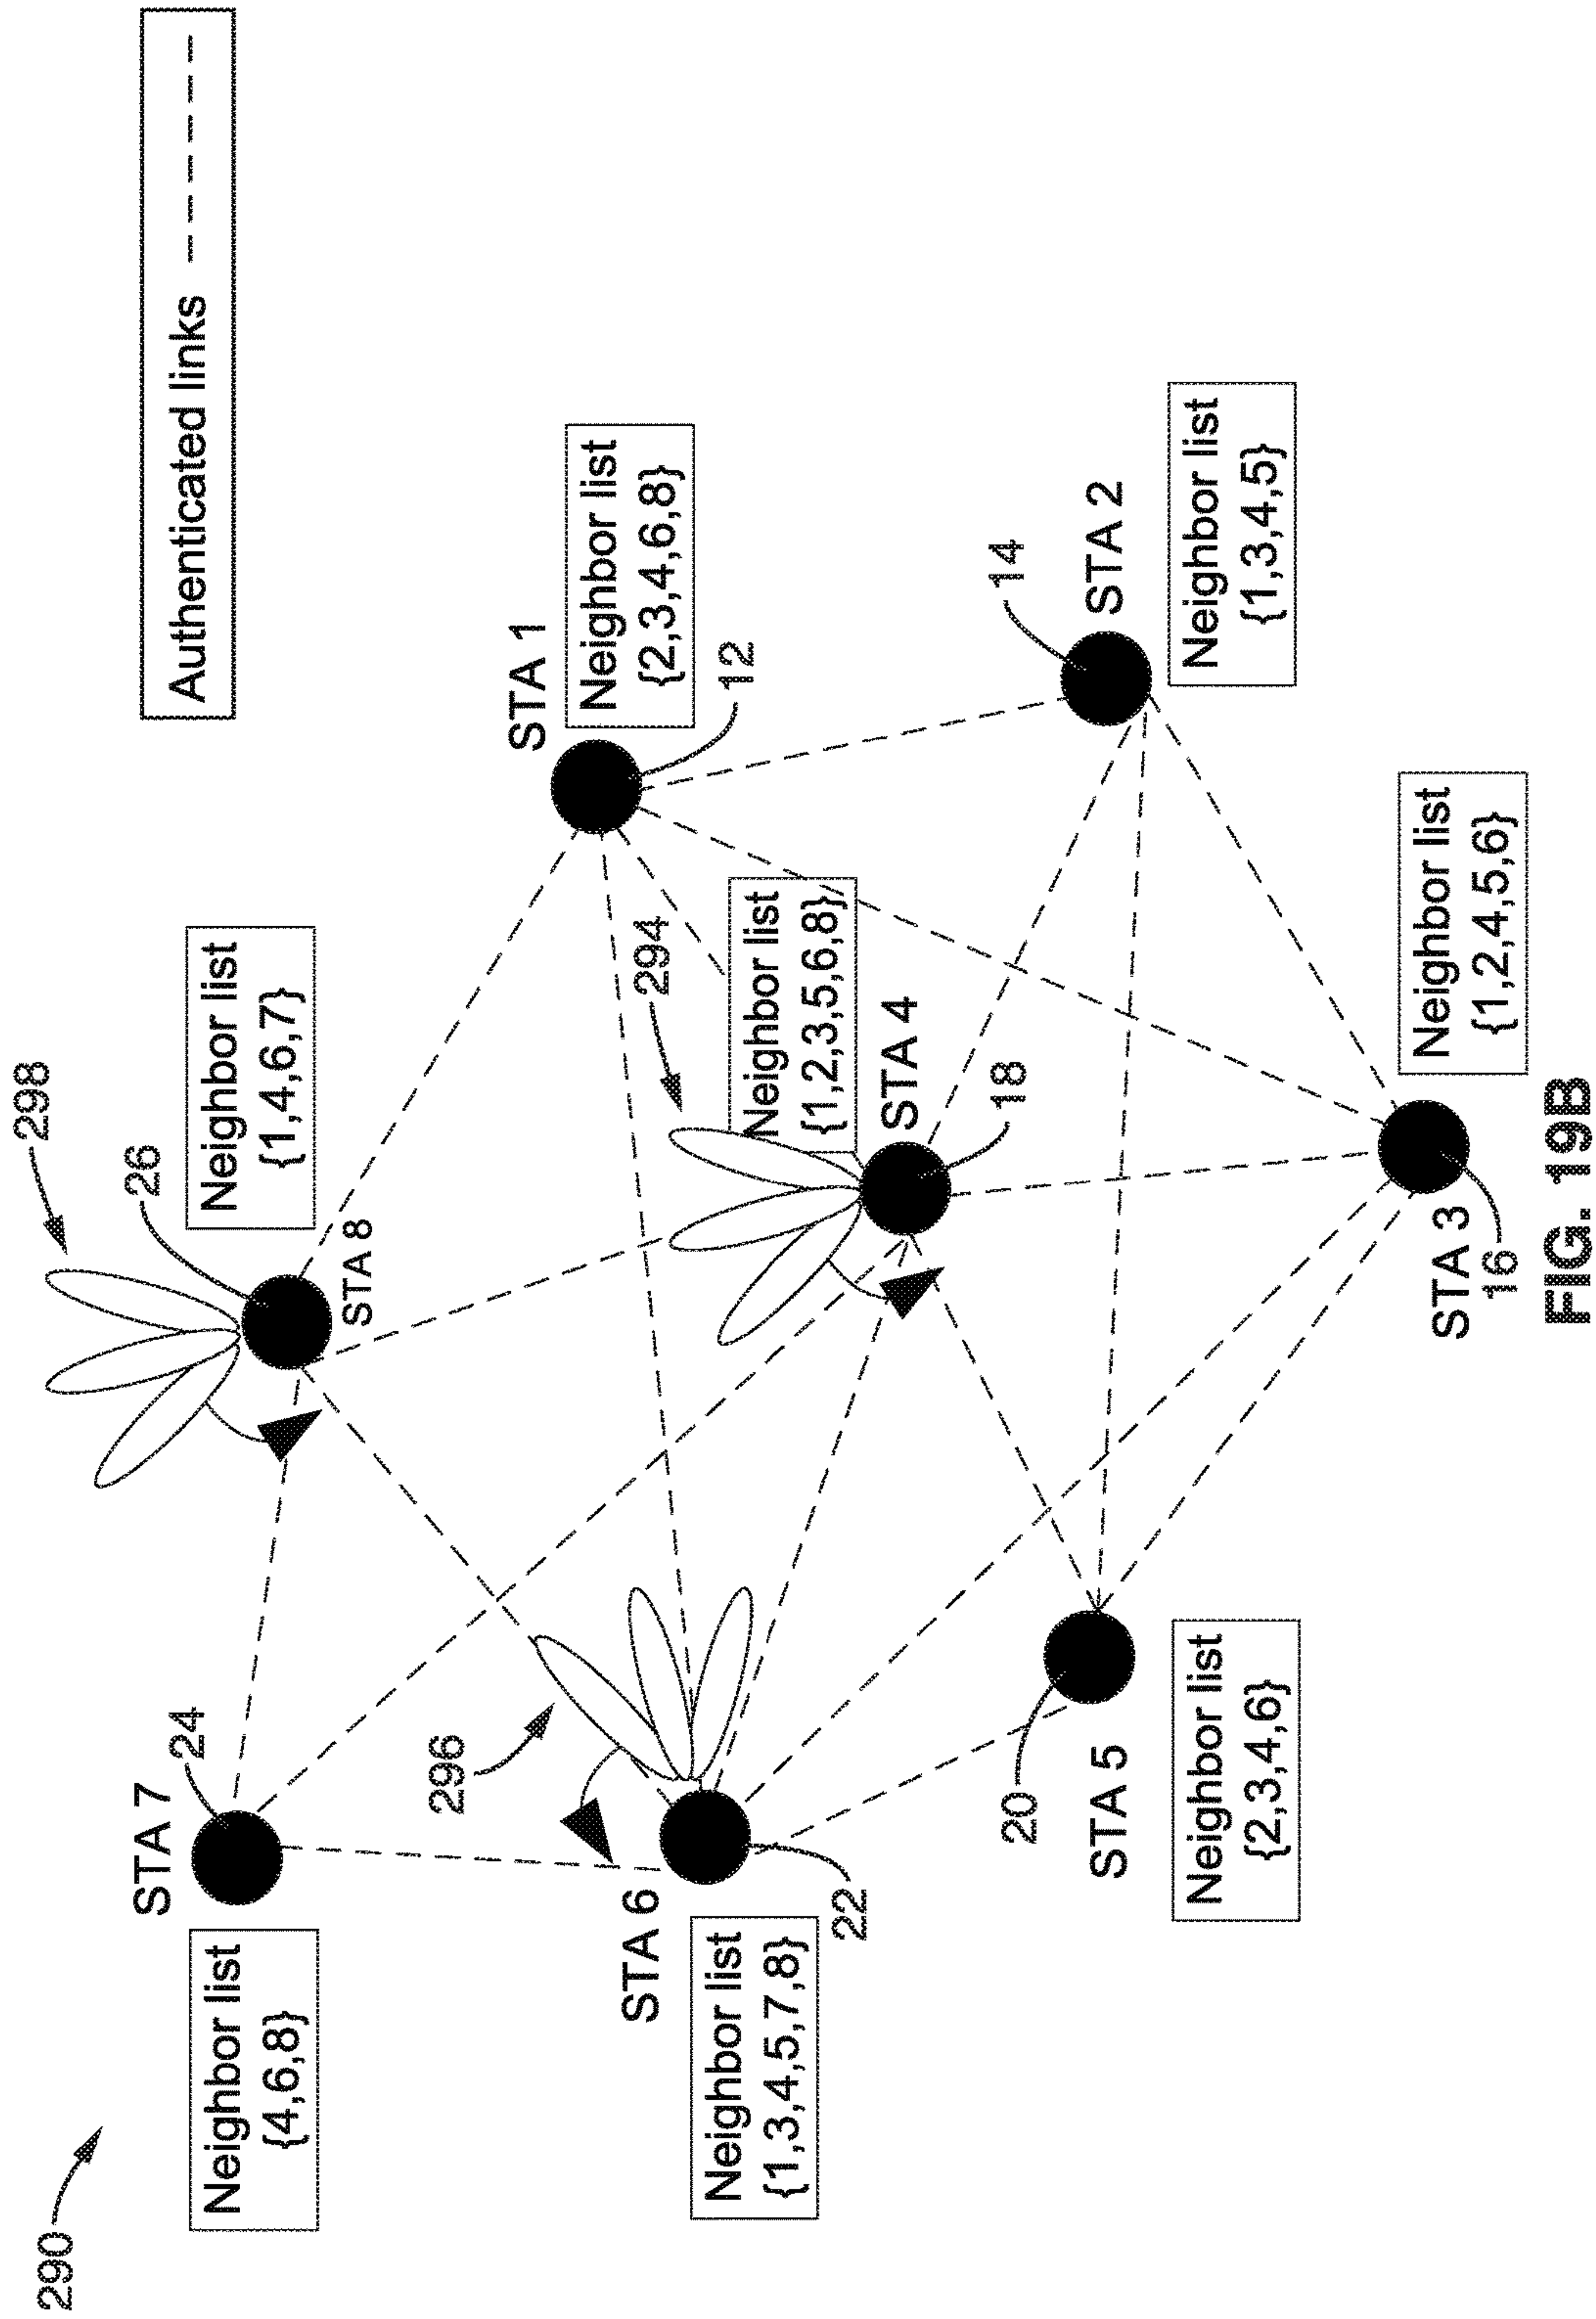 290
298
STA 7
24
26
Authenticated links
Neighbor list
{4,6,8}
Neighbor list
{1,4,6,7}
STA 8
296
STA 1
Neighbor list
{2,3,4,6,8}
STA 6
294
12
Neighbor list
{1,3,4,5,7,8}
Neighbor list
{1,2,3,5,6,8}
22
STA 4
18
14
20
STA 5
STA 2
Neighbor list
{2,3,4,6}
Neighbor list
{1,3,4,5}
Neighbor list
{1,2,4,5,6}
STA 3
16
FIG. 19B